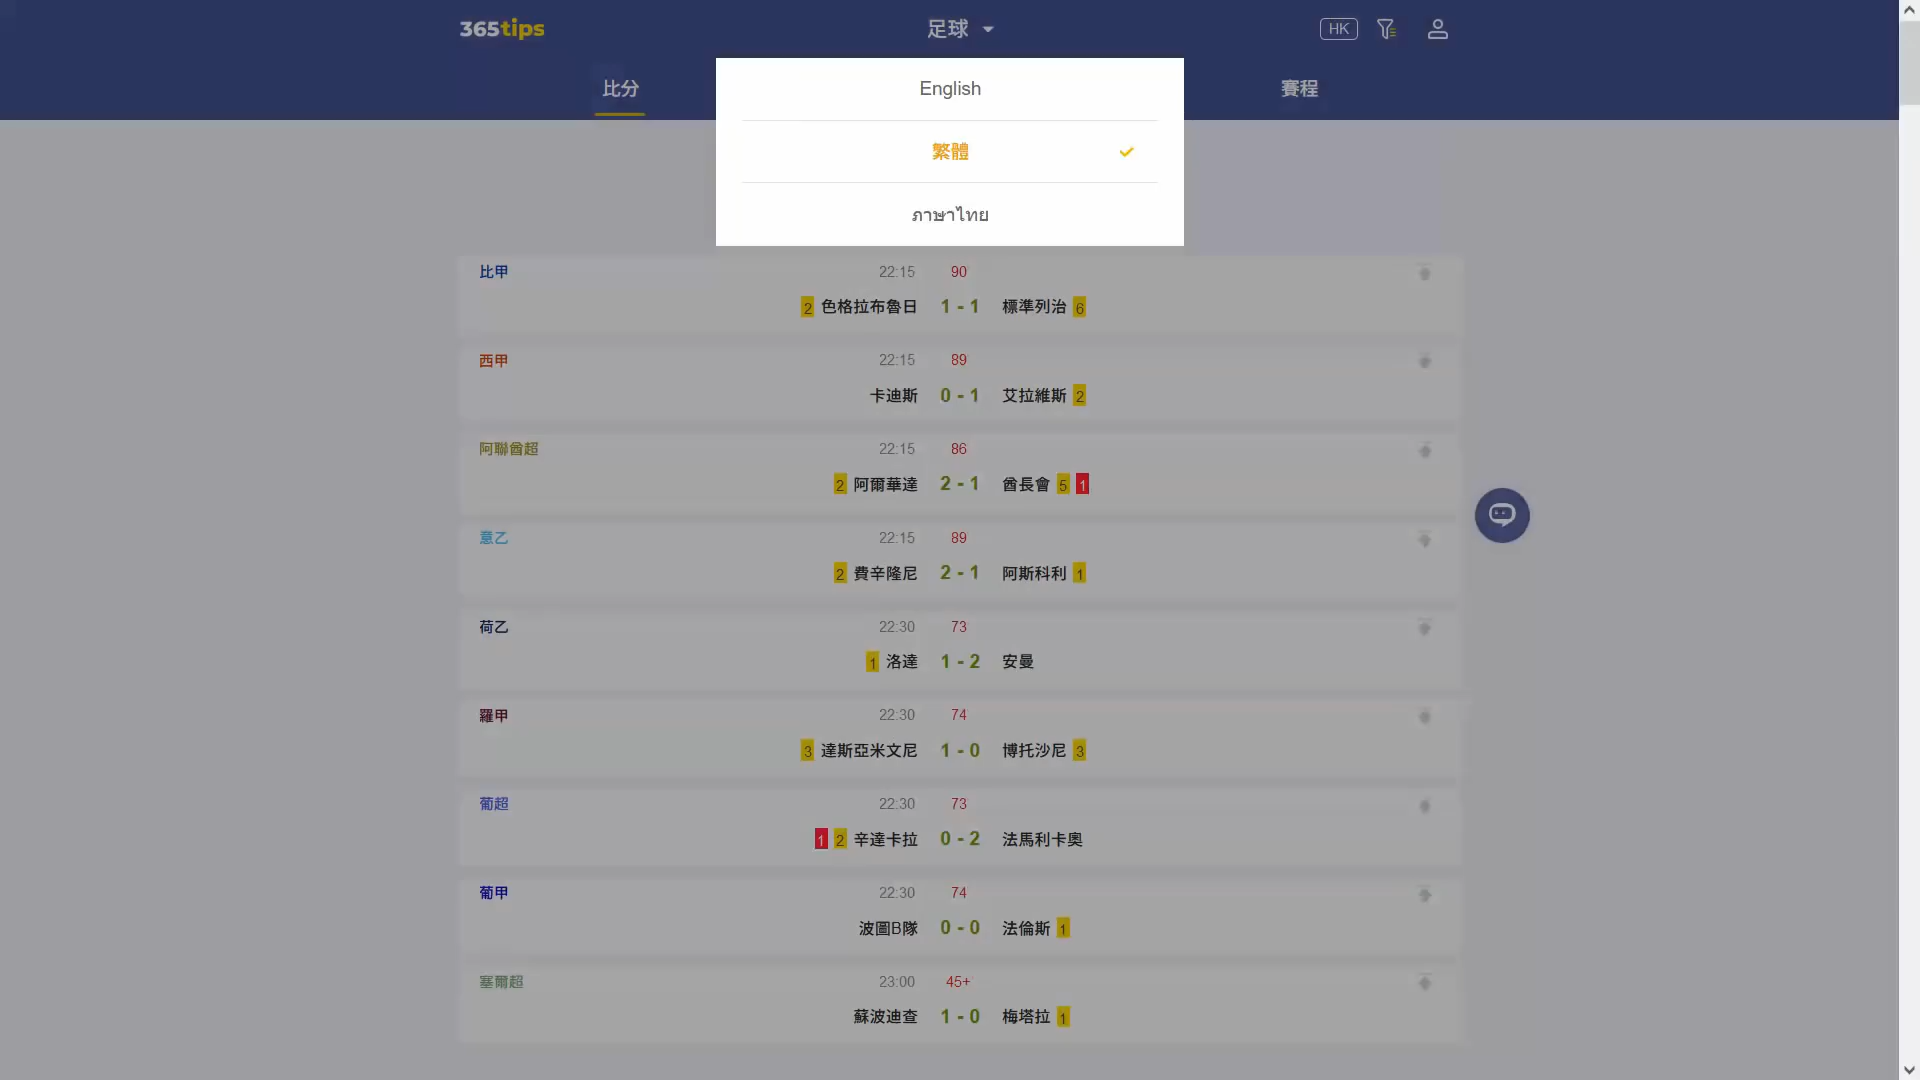 365tips
足球
HK
比分
賽程
English
繁體
ภาษาไทย
比甲 22:15 90
2 色格拉布魯日 1 - 1 標準列治 6
西甲 22:15 89
卡迪斯 0 - 1 艾拉維斯 2
阿聯酋超 22:15 86
2 阿爾華達 2 - 1 酋長會 5 1
意乙 22:15 89
2 費辛隆尼 2 - 1 阿斯科利 1
荷乙 22:30 73
1 洛達 1 - 2 安曼
羅甲 22:30 74
3 達斯亞米文尼 1 - 0 博托沙尼 3
葡超 22:30 73
1 2 辛達卡拉 0 - 2 法馬利卡奧
葡甲 22:30 74
波圖B隊 0 - 0 法倫斯 1
塞爾超 23:00 45+
蘇波迪查 1 - 0 梅塔拉 1